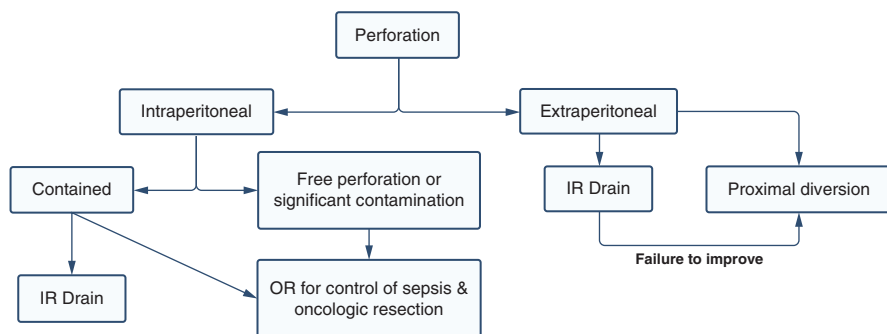 Perforation
Intraperitoneal
Extraperitoneal
Contained
Free perforation or
significant contamination
IR Drain
Proximal diversion
Failure to improve
IR Drain
OR for control of sepsis &
oncologic resection